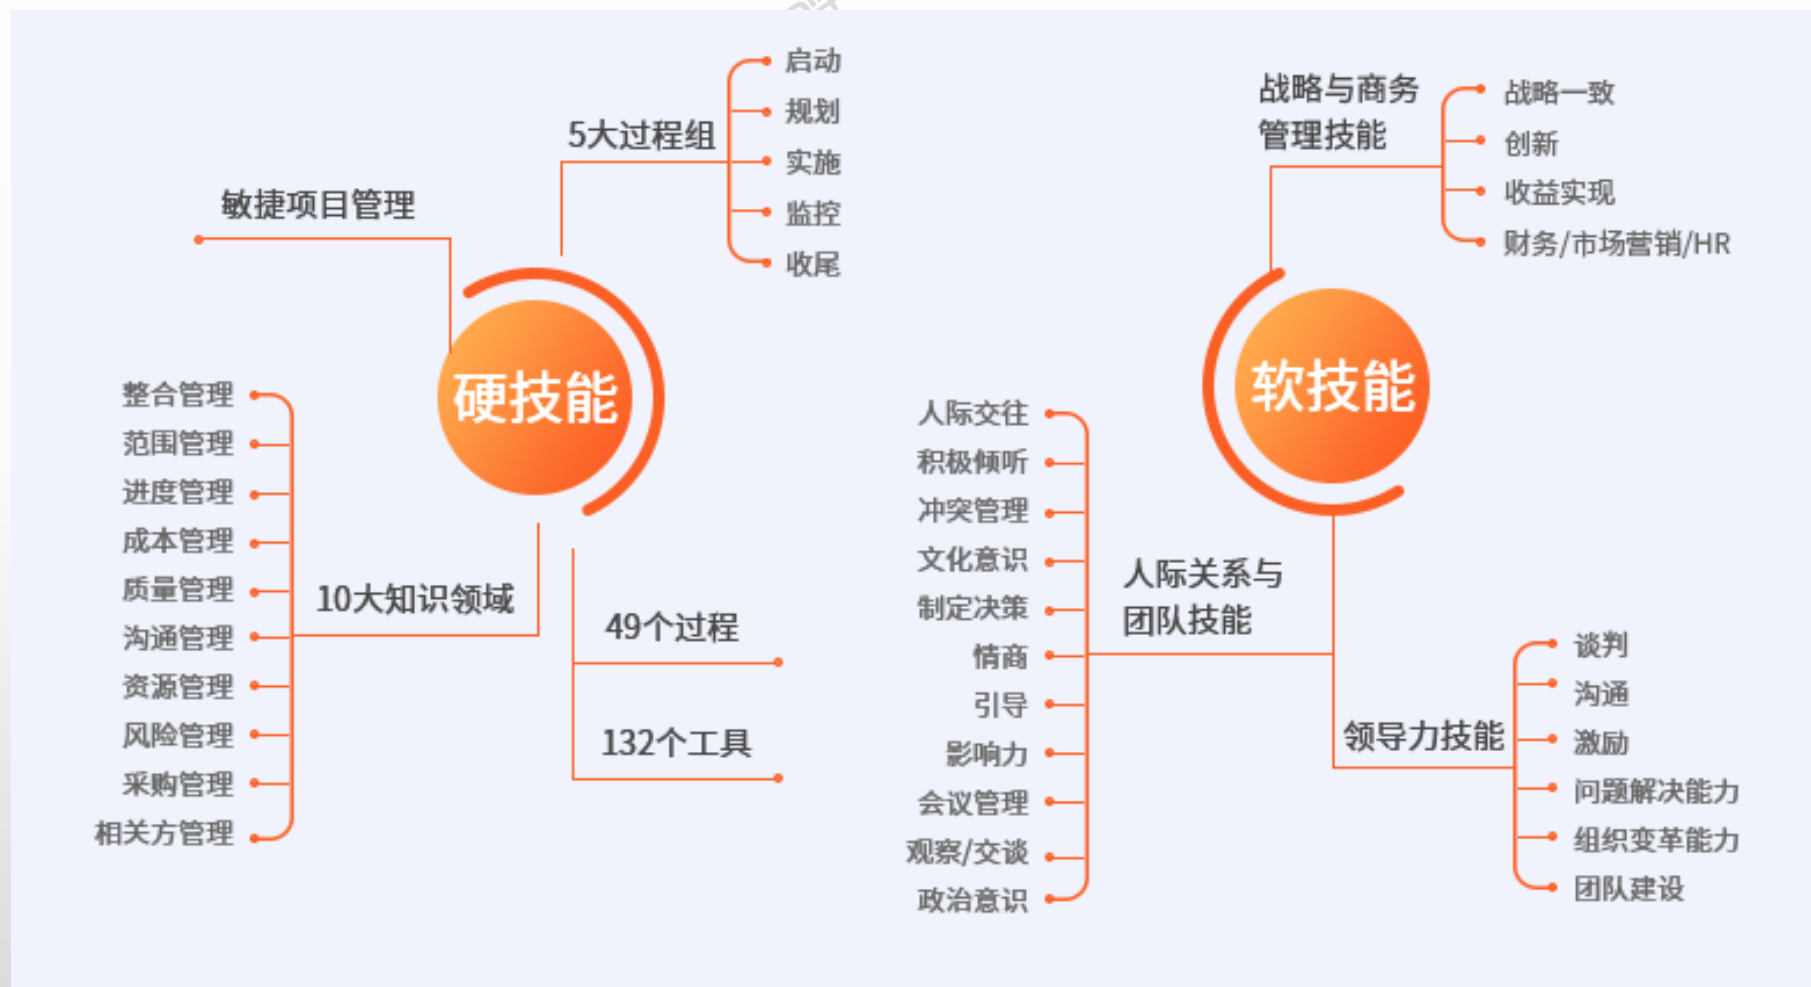 敏捷项目管理
5大过程组
启动
规划
实施
监控
收尾
硬技能
10大知识领域
整合管理
范围管理
进度管理
成本管理
质量管理
沟通管理
资源管理
风险管理
采购管理
相关方管理
49个过程
132个工具
战略与商务
管理技能
战略一致
创新
收益实现
财务/市场营销/HR
软技能
人际关系与
团队技能
人际交往
积极倾听
冲突管理
文化意识
制定决策
情商
引导
影响力
会议管理
观察/交谈
政治意识
领导力技能
谈判
沟通
激励
问题解决能力
组织变革能力
团队建设